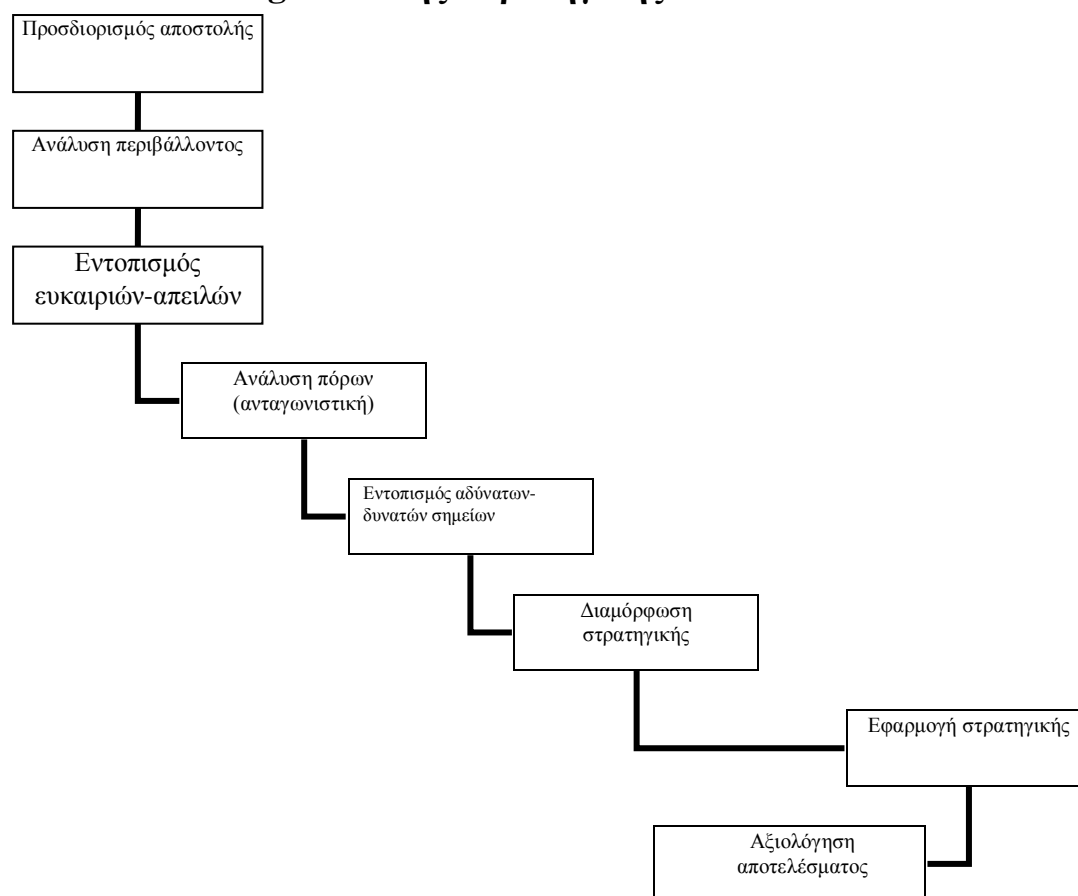 Προσδιορισμός αποστολής
Ανάλυση περιβάλλοντος
Εντοπισμός
ευκαιριών-απειλών
Ανάλυση πόρων
(ανταγωνιστική)
Εντοπισμός αδύνατων-
δυνατών σημείων
Διαμόρφωση
στρατηγικής
Εφαρμογή στρατηγικής
Αξιολόγηση
αποτελέσματος